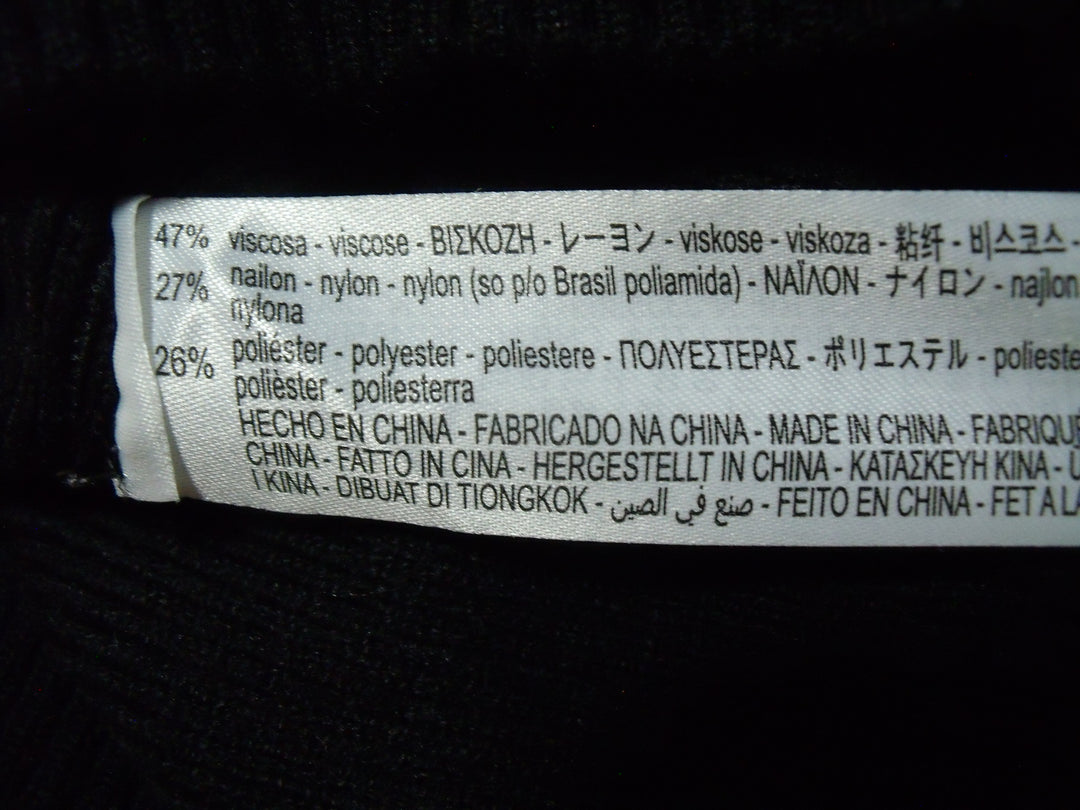 47% viscosa - viscose - ΒΙΣΚΟΖΗ - レーヨン - viskose - viskoza - 粘纤 - 비스코스 -
27% nailon - nylon - nylon (so p/o Brasil poliamida) - ΝΑΪΛΟΝ - ナイロン - najlon
nylona
26% poliéster - polyester - poliestere - ΠΟΛΥΕΣΤΕΡΑΣ - ポリエステル - polieste
polièster - poliesterra
HECHO EN CHINA - FABRICADO NA CHINA - MADE IN CHINA - FABRIQU
CHINA - FATTO IN CINA - HERGESTELLT IN CHINA - ΚΑΤΑΣΚΕΥΗ ΚΙΝΑ -
I KINA - DIBUAT DI TIONGKOK - صنع في الصين - FEITO EN CHINA - FET A LA